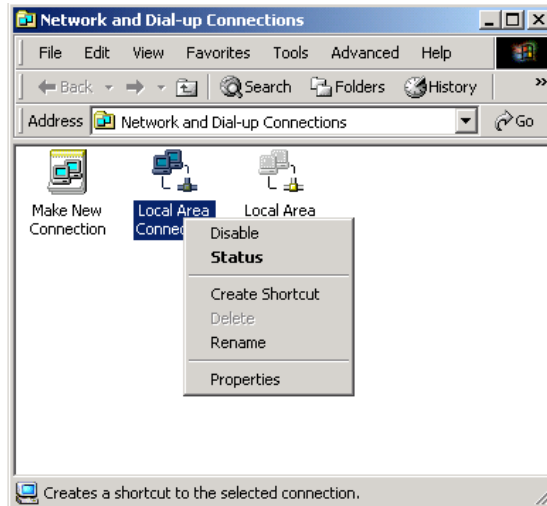 Network and Dial-up Connections
File Edit View Favorites Tools Advanced Help
Back Search Folders History »
Address Network and Dial-up Connections Go
Make New Connection
Local Area
Local Area
Disable
Status
Create Shortcut
Delete
Rename
Properties
Creates a shortcut to the selected connection.